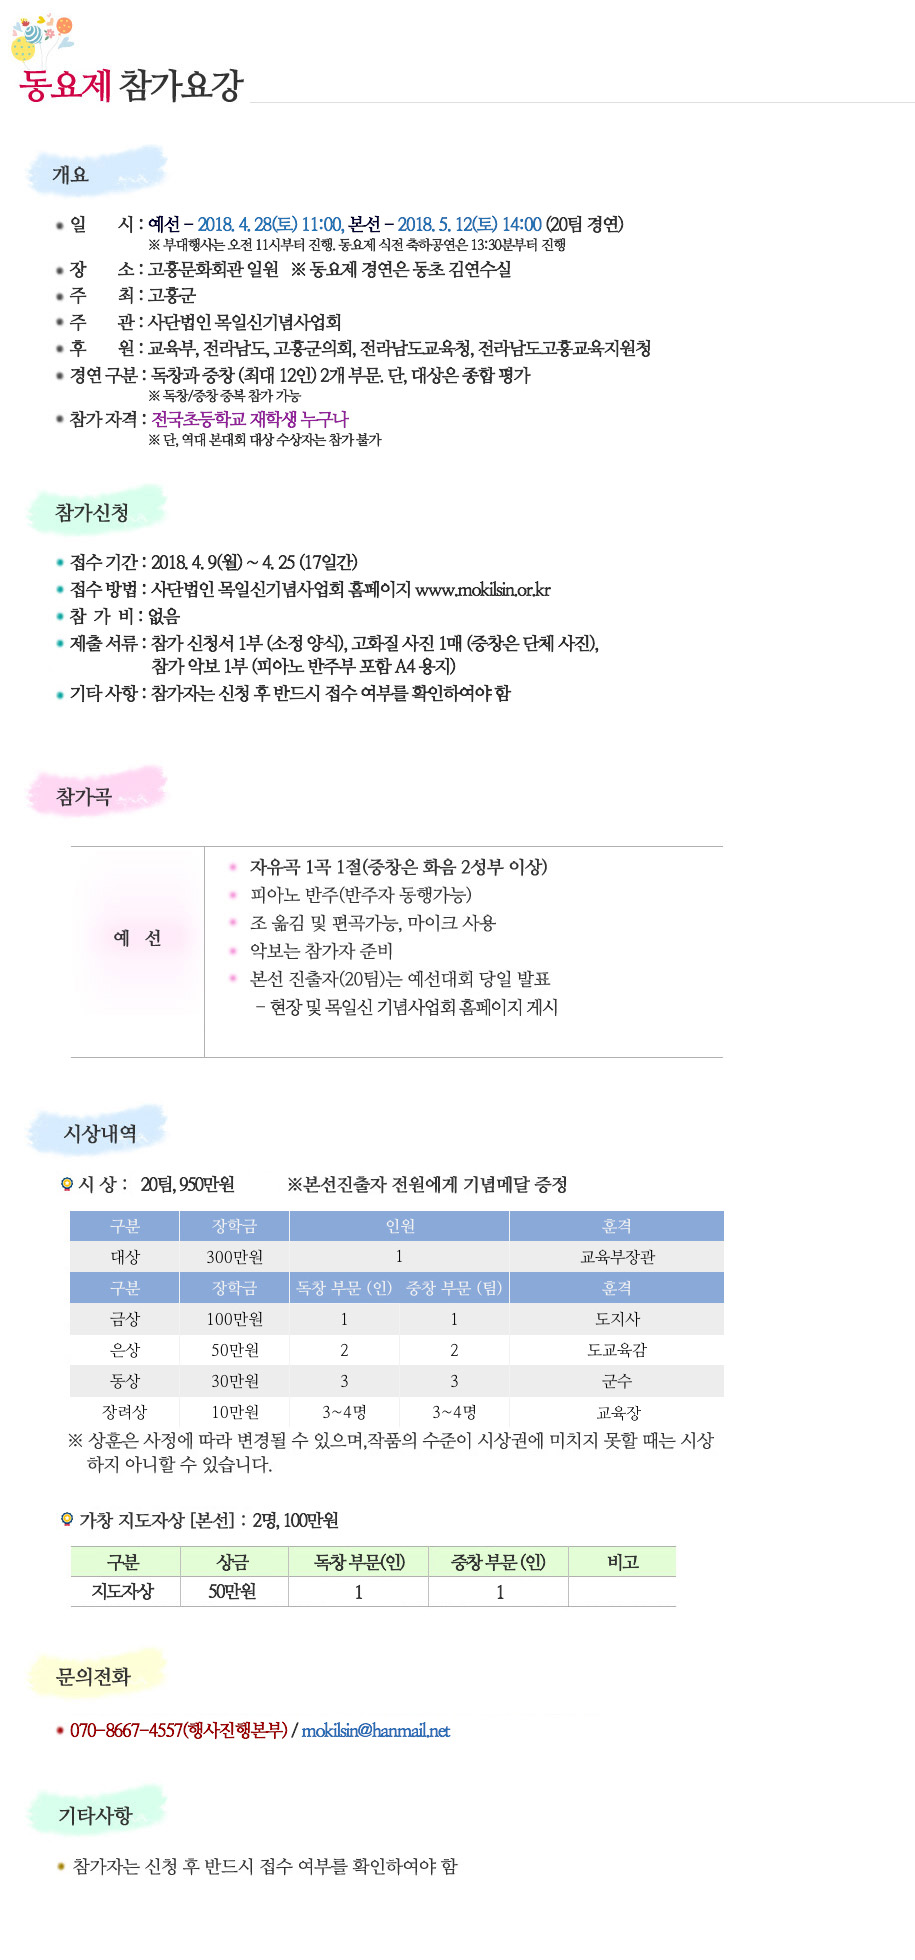 동요제 참가요강
개요
일 시 : 예선 - 2018. 4. 28(토) 11:00, 본선 - 2018. 5. 12(토) 14:00 (20팀 경연)
※ 부대행사는 오전 11시부터 진행. 동요제 식전 축하공연은 13:30분부터 진행
장 소 : 고흥문화회관 일원 ※ 동요제 경연은 동초 김연수실
주 최 : 고흥군
주 관 : 사단법인 목일신기념사업회
후 원 : 교육부, 전라남도, 고흥군의회, 전라남도교육청, 전라남도고흥교육지원청
경연 구분 : 독창과 중창 (최대 12인) 2개 부문. 단, 대상은 종합 평가
※ 독창/중창 중복 참가 가능
참가 자격 : 전국초등학교 재학생 누구나
※ 단, 역대 본대회 대상 수상자는 참가 불가
참가신청
접수 기간 : 2018. 4. 9(월) ~ 4. 25 (17일간)
접수 방법 : 사단법인 목일신기념사업회 홈페이지 www.mokilsin.or.kr
참 가 비 : 없음
제출 서류 : 참가 신청서 1부 (소정 양식), 고화질 사진 1매 (중창은 단체 사진),
참가 악보 1부 (피아노 반주부 포함 A4 용지)
기타 사항 : 참가자는 신청 후 반드시 접수 여부를 확인하여야 함
참가곡
예 선
자유곡 1곡 1절(중창은 화음 2성부 이상)
피아노 반주(반주자 동행가능)
조 옮김 및 편곡가능, 마이크 사용
악보는 참가자 준비
본선 진출자(20팀)는 예선대회 당일 발표
- 현장 및 목일신 기념사업회 홈페이지 게시
시상내역
시 상 : 20팀, 950만원 ※본선진출자 전원에게 기념메달 증정
구분 장학금 인원 훈격
대상 300만원 1 교육부장관
구분 장학금 독창 부문 (인) 중창 부문 (팀) 훈격
금상 100만원 1 1 도지사
은상 50만원 2 2 도교육감
동상 30만원 3 3 군수
장려상 10만원 3~4명 3~4명 교육장
※ 상훈은 사정에 따라 변경될 수 있으며,작품의 수준이 시상권에 미치지 못할 때는 시상
하지 아니할 수 있습니다.
가창 지도자상 [본선] : 2명, 100만원
구분 상금 독창 부문(인) 중창 부문 (인) 비고
지도자상 50만원 1 1
문의전화
070-8667-4557(행사진행본부) / mokilsin@hanmail.net
기타사항
참가자는 신청 후 반드시 접수 여부를 확인하여야 함